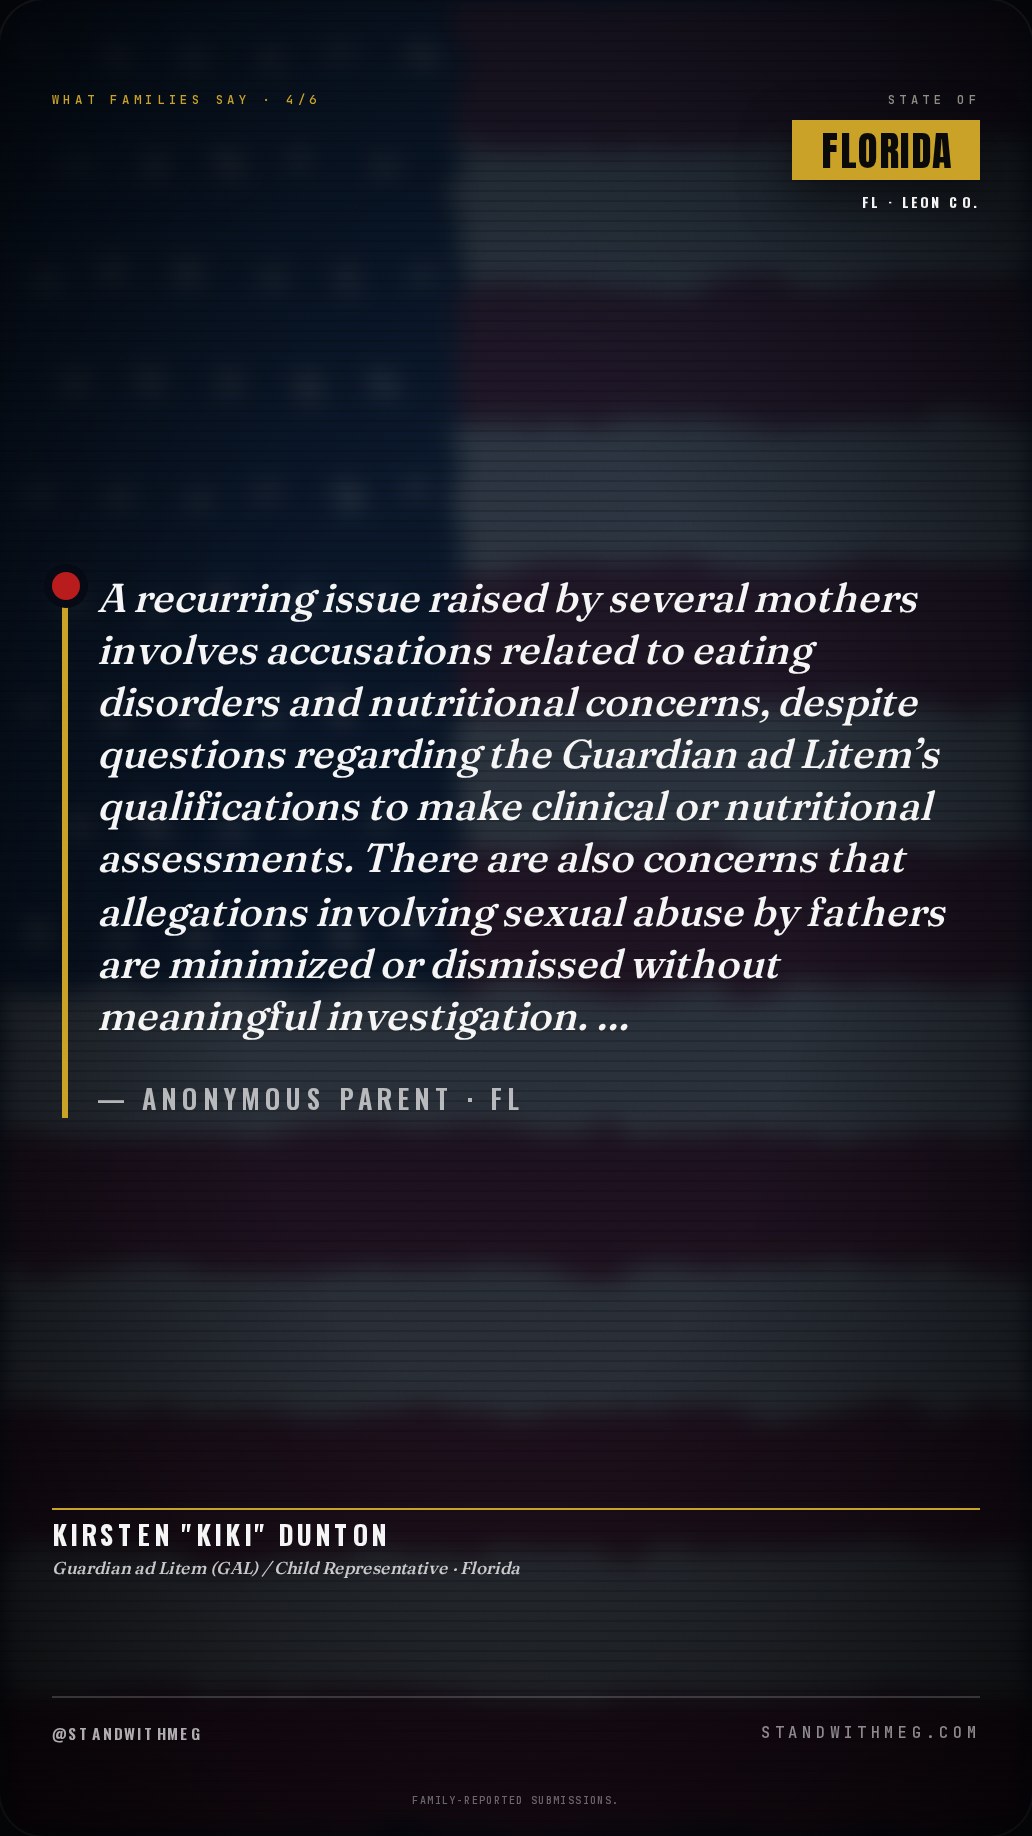 WHAT FAMILIES SAY · 4/6
STATE OF
FLORIDA
FL · LEON CO.
A recurring issue raised by several mothers
involves accusations related to eating
disorders and nutritional concerns, despite
questions regarding the Guardian ad Litem’s
qualifications to make clinical or nutritional
assessments. There are also concerns that
allegations involving sexual abuse by fathers
are minimized or dismissed without
meaningful investigation. ...
— ANONYMOUS PARENT · FL
KIRSTEN "KIKI" DUNTON
Guardian ad Litem (GAL) / Child Representative · Florida
@STANDWITHMEG
STANDWITHMEG.COM
FAMILY-REPORTED SUBMISSIONS.